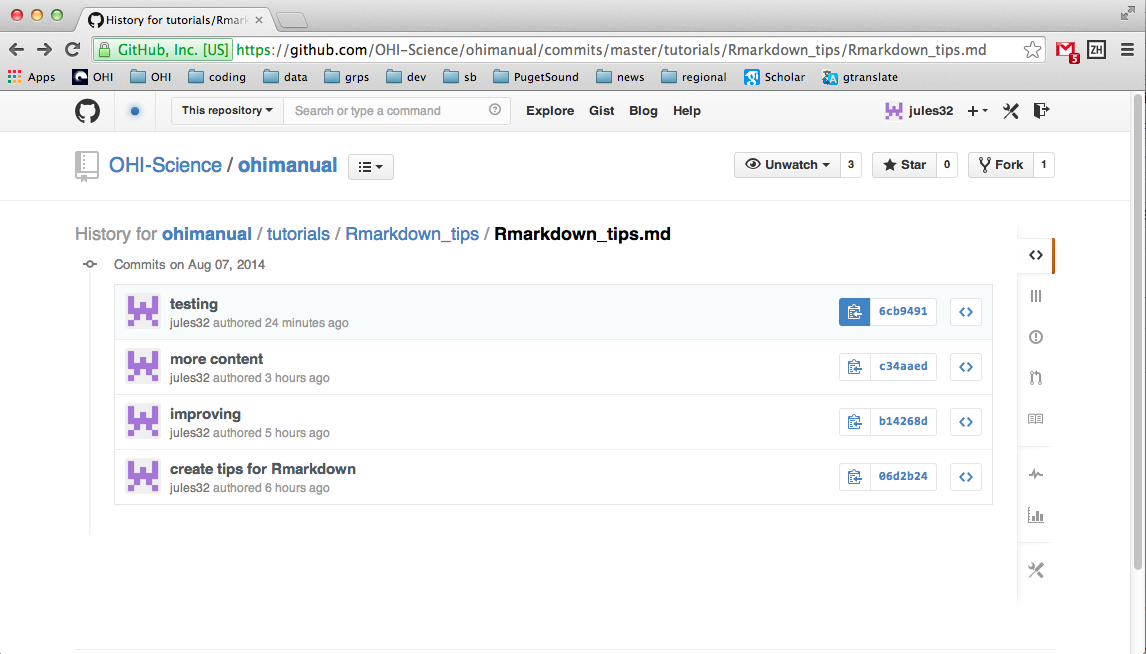 History for tutorials/Rmark
GitHub, Inc. [US] https://github.com/OHI-Science/ohimanual/commits/master/tutorials/Rmarkdown_tips/Rmarkdown_tips.md
5 ZH
Apps OHI OHI coding data grps dev sb PugetSound news regional Scholar gtranslate
This repository Search or type a command Explore Gist Blog Help jules32
OHI-Science / ohimanual Unwatch 3 Star 0 Fork 1
History for ohimanual / tutorials / Rmarkdown_tips / Rmarkdown_tips.md
Commits on Aug 07, 2014
testing
jules32 authored 24 minutes ago
6cb9491
more content
jules32 authored 3 hours ago
c34aaed
improving
jules32 authored 5 hours ago
b14268d
create tips for Rmarkdown
jules32 authored 6 hours ago
06d2b24